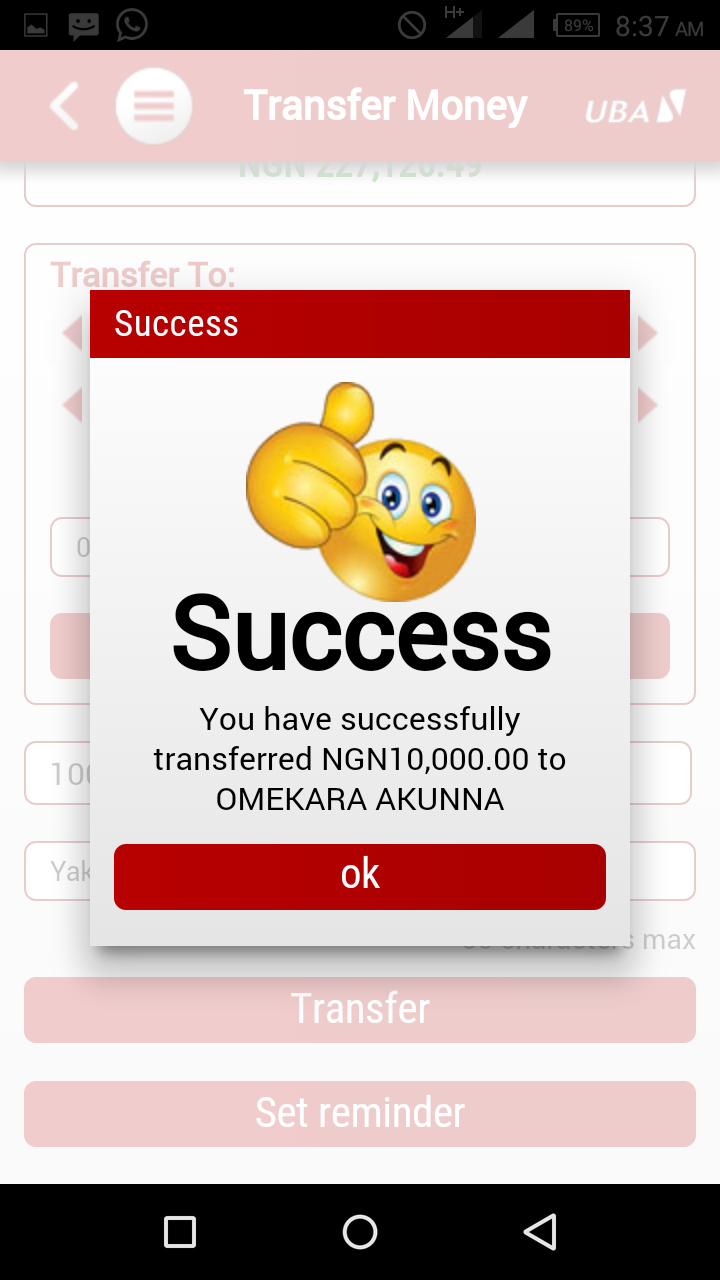 H+
89%
8:37 AM
Transfer Money
UBA
NGN 227,120.49
Transfer To:
Success
0
Success
You have successfully
transferred NGN10,000.00 to
OMEKARA AKUNNA
100
Yak
ok
characters max
Transfer
Set reminder